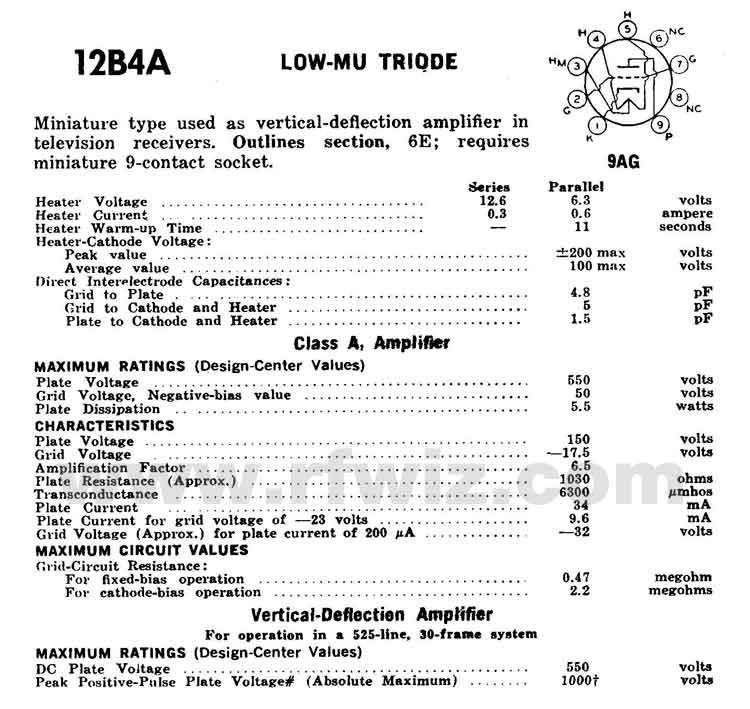 12B4A
LOW-MU TRIODE
H
H 4 5 6 NC
HM 3 7 G
G 2 8 NC
K 1 9 P
9AG
Miniature type used as vertical-deflection amplifier in
television receivers. Outlines section, 6E; requires
miniature 9-contact socket.
Series Parallel
Heater Voltage 12.6 6.3 volts
Heater Current 0.3 0.6 ampere
Heater Warm-up Time — 11 seconds
Heater-Cathode Voltage:
Peak value ±200 max volts
Average value 100 max volts
Direct Interelectrode Capacitances:
Grid to Plate 4.8 pF
Grid to Cathode and Heater 5 pF
Plate to Cathode and Heater 1.5 pF
Class A₁ Amplifier
MAXIMUM RATINGS (Design-Center Values)
Plate Voltage 550 volts
Grid Voltage, Negative-bias value 50 volts
Plate Dissipation 5.5 watts
CHARACTERISTICS
Plate Voltage 150 volts
Grid Voltage —17.5 volts
Amplification Factor 6.5
Plate Resistance (Approx.) 1030 ohms
Transconductance 6300 μmhos
Plate Current 34 mA
Plate Current for grid voltage of —23 volts 9.6 mA
Grid Voltage (Approx.) for plate current of 200 μA —32 volts
www.rfwiz.com
MAXIMUM CIRCUIT VALUES
Grid-Circuit Resistance:
For fixed-bias operation 0.47 megohm
For cathode-bias operation 2.2 megohms
Vertical-Deflection Amplifier
For operation in a 525-line, 30-frame system
MAXIMUM RATINGS (Design-Center Values)
DC Plate Voltage 550 volts
Peak Positive-Pulse Plate Voltage# (Absolute Maximum) 1000† volts